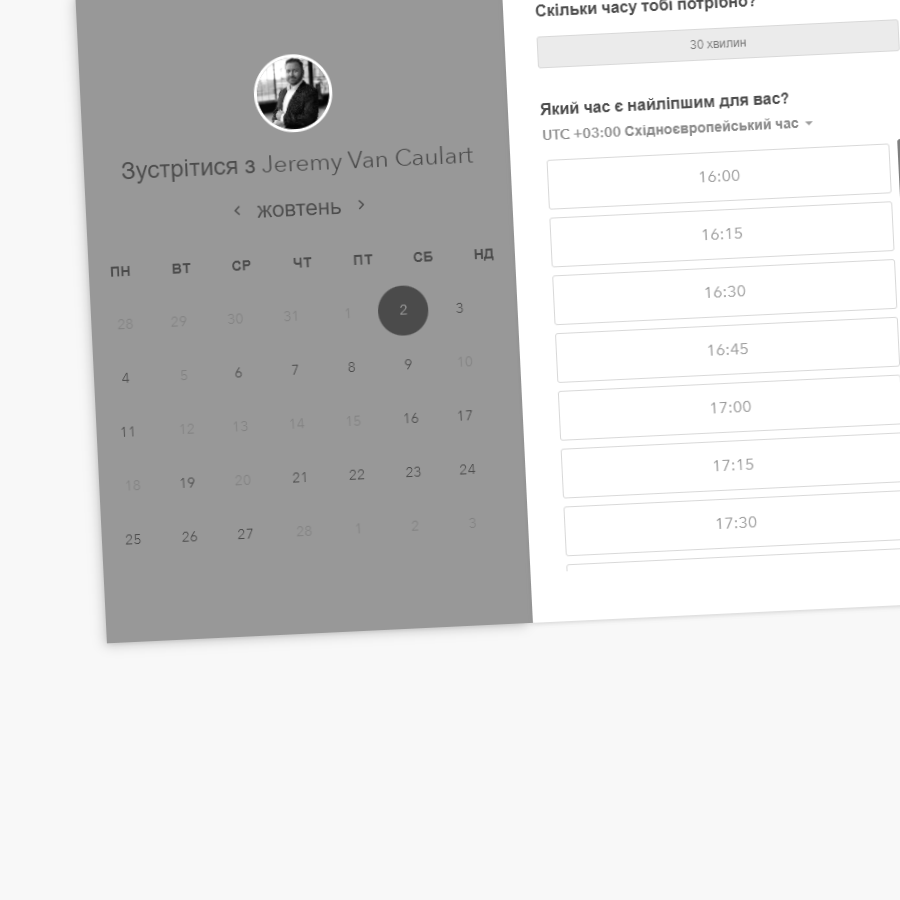 Скільки часу тобі потрібно?
30 хвилин
Який час є найліпшим для вас?
UTC +03:00 Східноєвропейський час
16:00
16:15
16:30
16:45
17:00
17:15
17:30
Зустрітися з Jeremy Van Caulart
жовтень
ПН ВТ СР ЧТ ПТ СБ НД
28 29 30 31 1 2 3
4 5 6 7 8 9 10
11 12 13 14 15 16 17
18 19 20 21 22 23 24
25 26 27 28 1 2 3